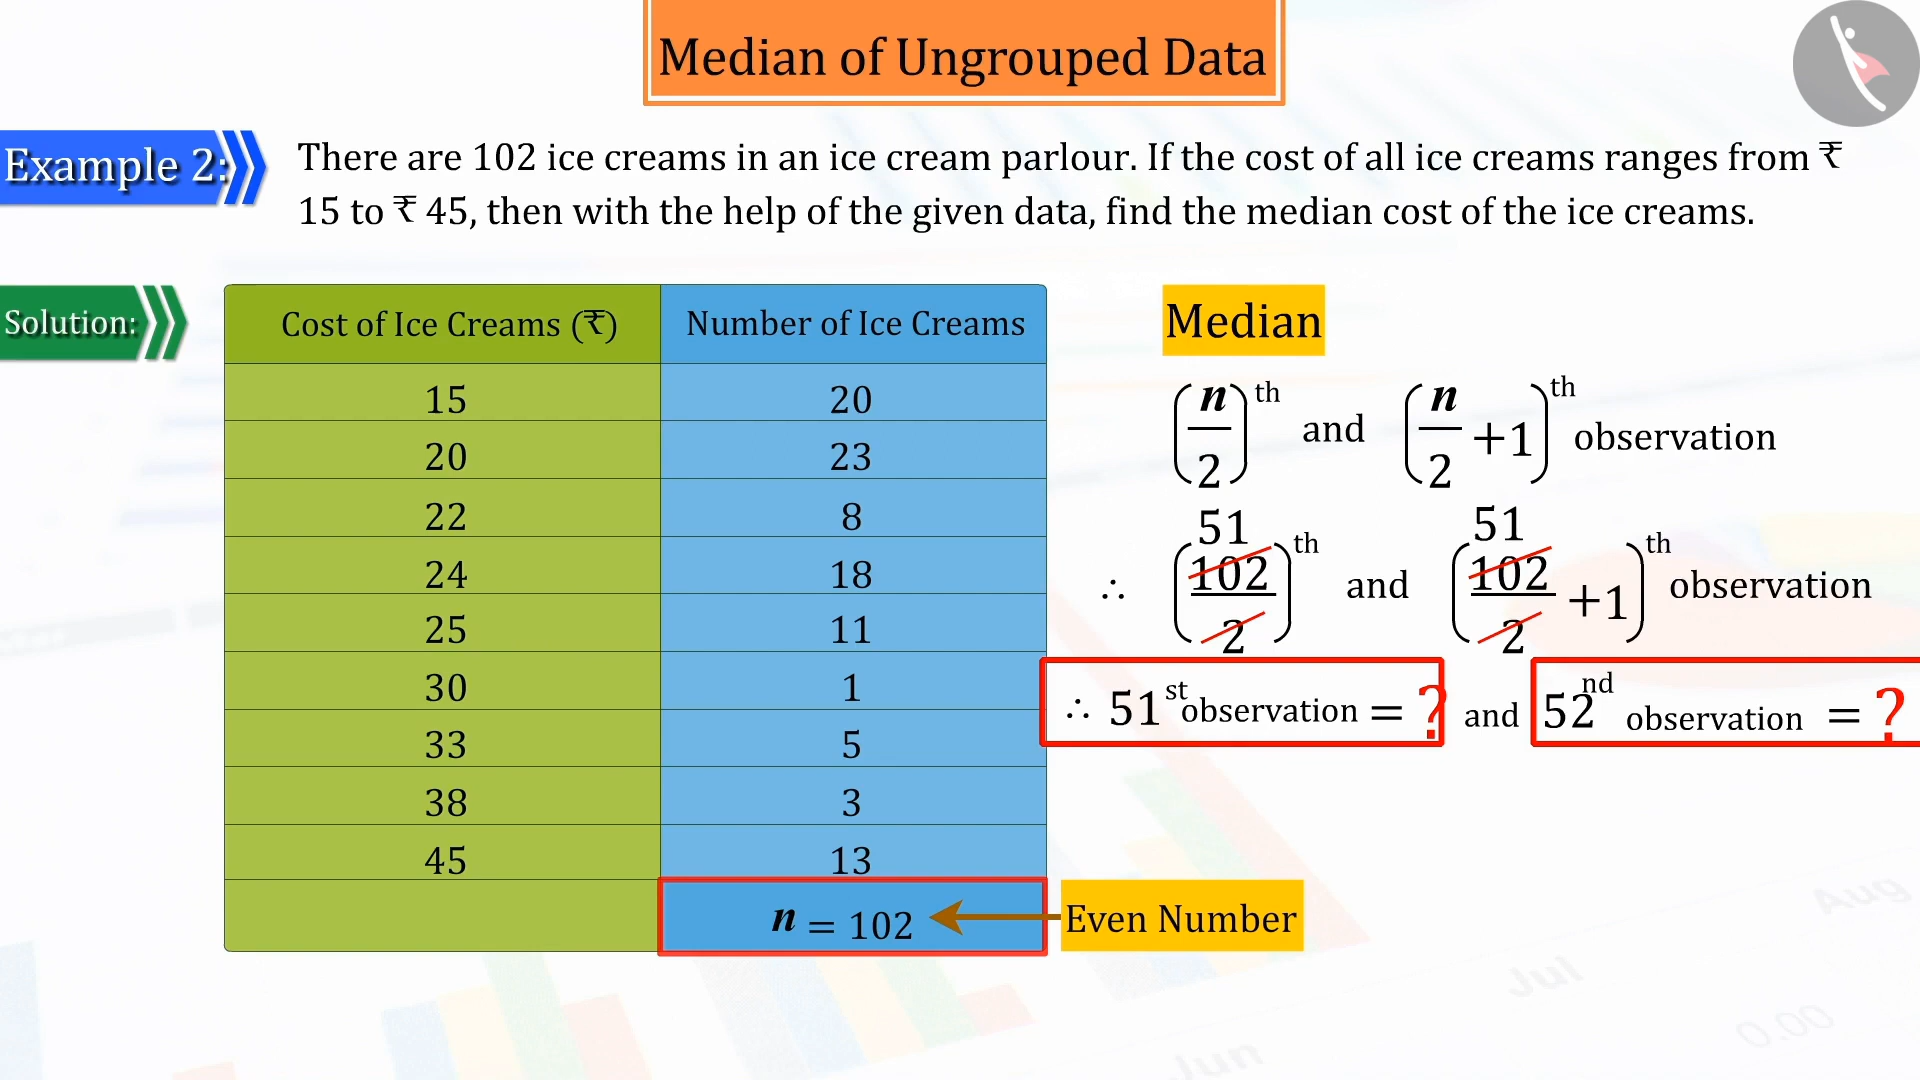 Median of Ungrouped Data
Example 2:
There are 102 ice creams in an ice cream parlour. If the cost of all ice creams ranges from ₹
15 to ₹ 45, then with the help of the given data, find the median cost of the ice creams.
Solution:
Cost of Ice Creams (₹) Number of Ice Creams
15 20
20 23
22 8
24 18
25 11
30 1
33 5
38 3
45 13
n = 102
Even Number
Median
(n/2)th and (n/2 +1)th observation
51 51
∴ (102/2)th and (102/2 +1)th observation
∴ 51st observation = ? and 52nd observation = ?
Aug
Jul
0.00
Jun